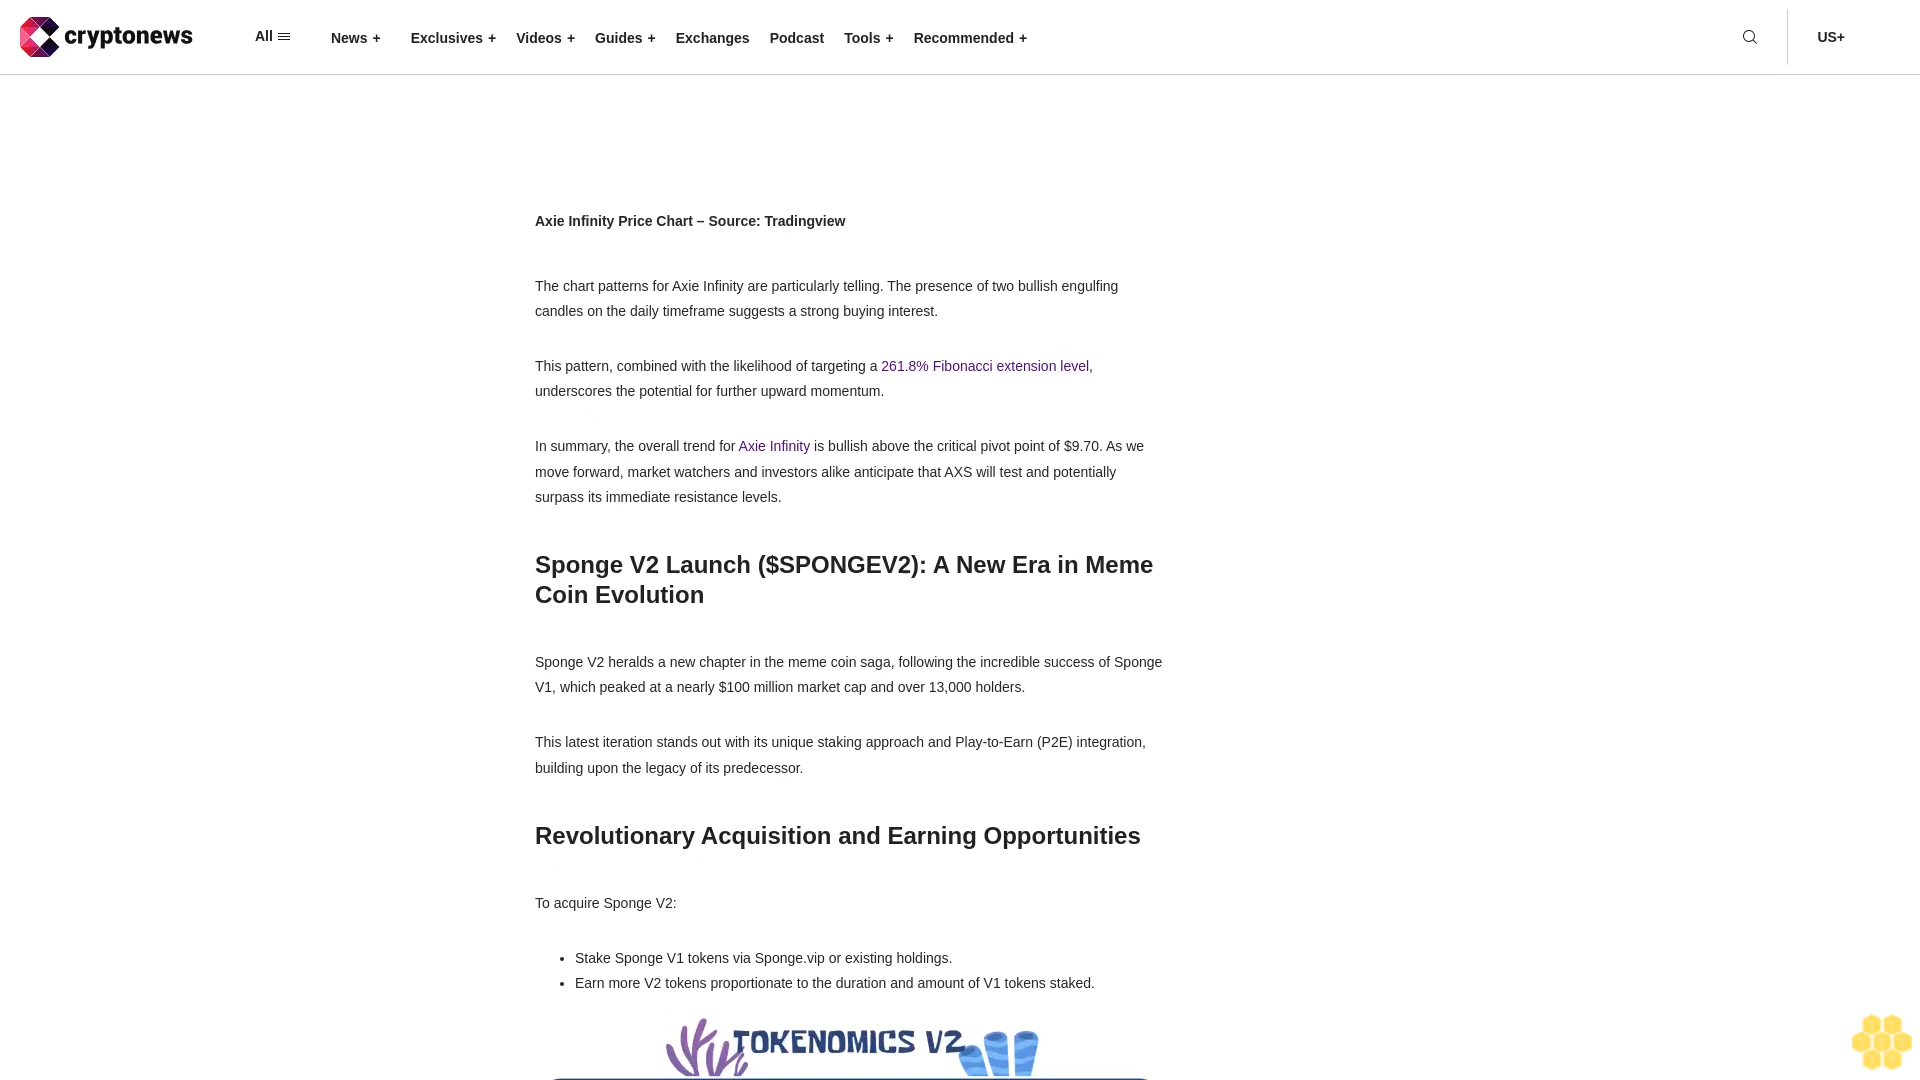 cryptonews
All
News +
Exclusives +
Videos +
Guides +
Exchanges
Podcast
Tools +
Recommended +
US+
Axie Infinity Price Chart – Source: Tradingview
The chart patterns for Axie Infinity are particularly telling. The presence of two bullish engulfing
candles on the daily timeframe suggests a strong buying interest.
This pattern, combined with the likelihood of targeting a 261.8% Fibonacci extension level,
underscores the potential for further upward momentum.
In summary, the overall trend for Axie Infinity is bullish above the critical pivot point of $9.70. As we
move forward, market watchers and investors alike anticipate that AXS will test and potentially
surpass its immediate resistance levels.
Sponge V2 Launch ($SPONGEV2): A New Era in Meme
Coin Evolution
Sponge V2 heralds a new chapter in the meme coin saga, following the incredible success of Sponge
V1, which peaked at a nearly $100 million market cap and over 13,000 holders.
This latest iteration stands out with its unique staking approach and Play-to-Earn (P2E) integration,
building upon the legacy of its predecessor.
Revolutionary Acquisition and Earning Opportunities
To acquire Sponge V2:
Stake Sponge V1 tokens via Sponge.vip or existing holdings.
Earn more V2 tokens proportionate to the duration and amount of V1 tokens staked.
TOKENOMICS V2